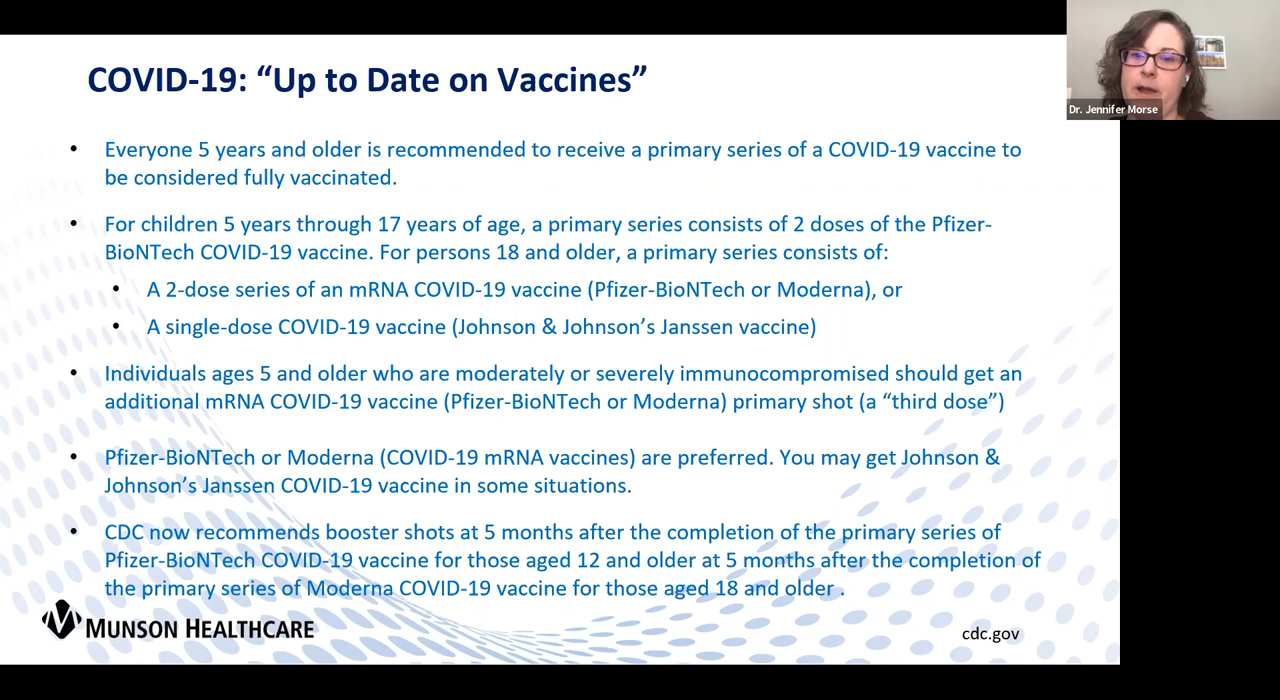 COVID-19: “Up to Date on Vaccines”
Dr. Jennifer Morse
• Everyone 5 years and older is recommended to receive a primary series of a COVID-19 vaccine to
be considered fully vaccinated.
• For children 5 years through 17 years of age, a primary series consists of 2 doses of the Pfizer-
BioNTech COVID-19 vaccine. For persons 18 and older, a primary series consists of:
• A 2-dose series of an mRNA COVID-19 vaccine (Pfizer-BioNTech or Moderna), or
• A single-dose COVID-19 vaccine (Johnson & Johnson’s Janssen vaccine)
• Individuals ages 5 and older who are moderately or severely immunocompromised should get an
additional mRNA COVID-19 vaccine (Pfizer-BioNTech or Moderna) primary shot (a “third dose”)
• Pfizer-BioNTech or Moderna (COVID-19 mRNA vaccines) are preferred. You may get Johnson &
Johnson’s Janssen COVID-19 vaccine in some situations.
• CDC now recommends booster shots at 5 months after the completion of the primary series of
Pfizer-BioNTech COVID-19 vaccine for those aged 12 and older at 5 months after the completion of
the primary series of Moderna COVID-19 vaccine for those aged 18 and older .
MUNSON HEALTHCARE
cdc.gov